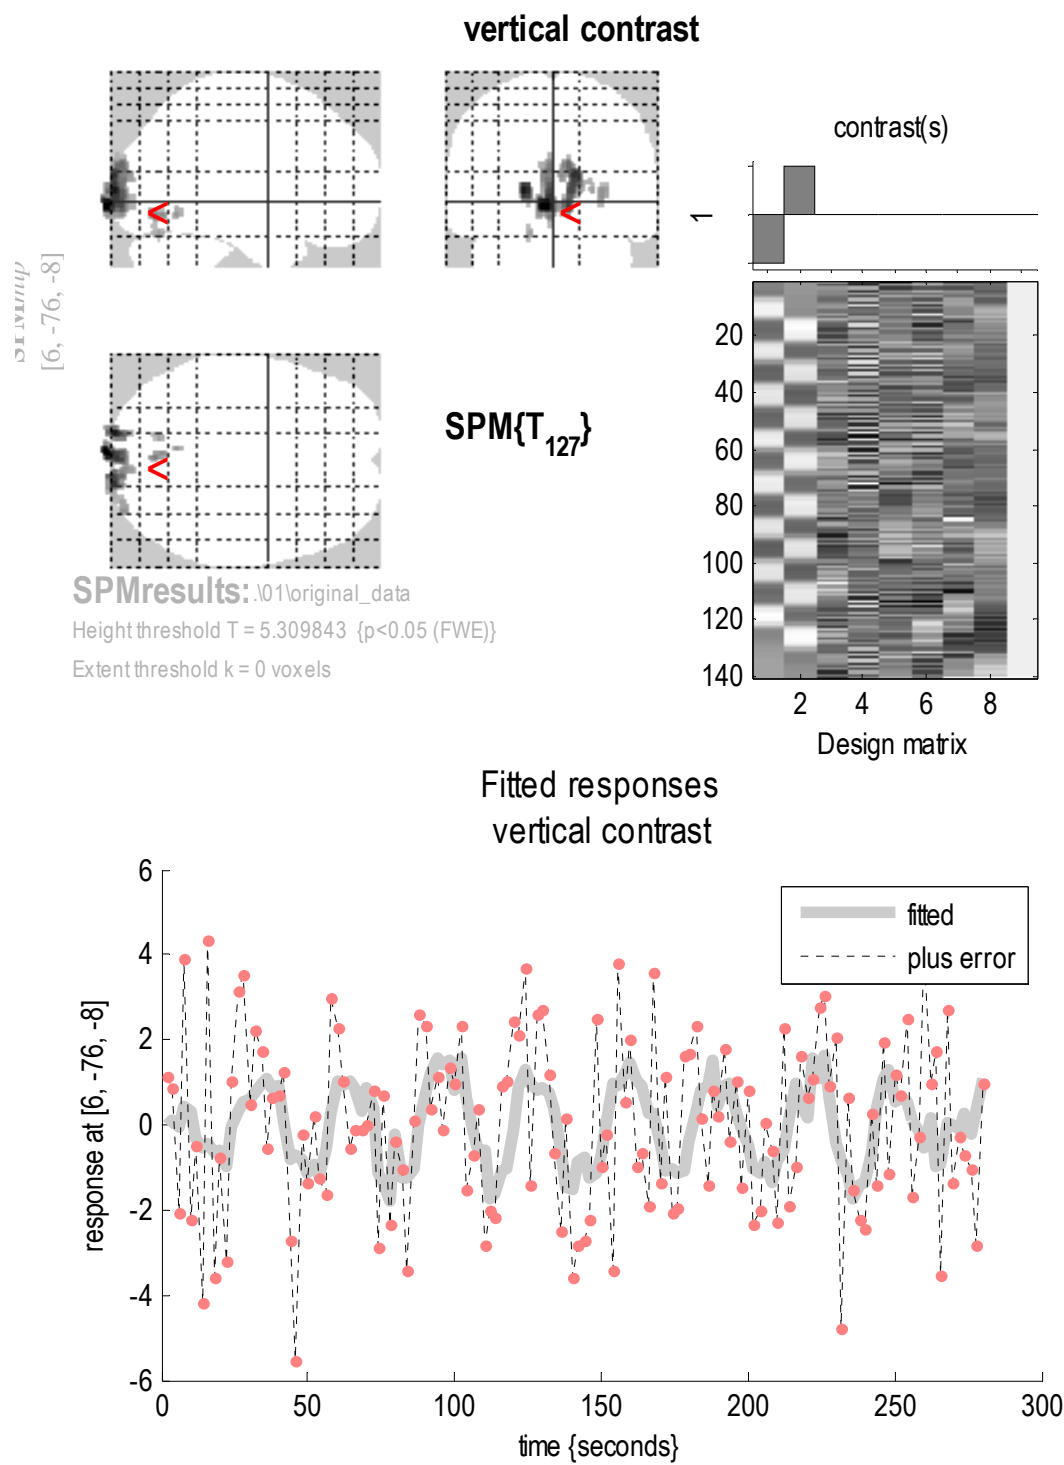 vertical contrast
contrast(s)
1
[6, -76, -8]
SPM{T127}
20
40
60
80
100
120
140
2 4 6 8
Design matrix
SPMresults: .\01\original_data
Height threshold T = 5.309843 {p<0.05 (FWE)}
Extent threshold k = 0 voxels
Fitted responses
vertical contrast
fitted
plus error
response at [6, -76, -8]
6
4
2
0
-2
-4
-6
0 50 100 150 200 250 300
time {seconds}